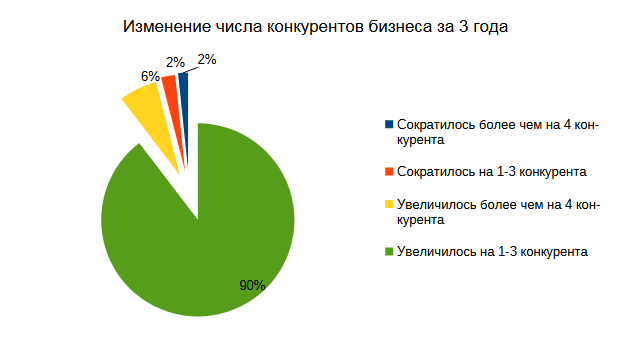 Изменение числа конкурентов бизнеса за 3 года
2%
2%
6%
90%
Сократилось более чем на 4 кон-
курента
Сократилось на 1-3 конкурента
Увеличилось более чем на 4 кон-
курента
Увеличилось на 1-3 конкурента